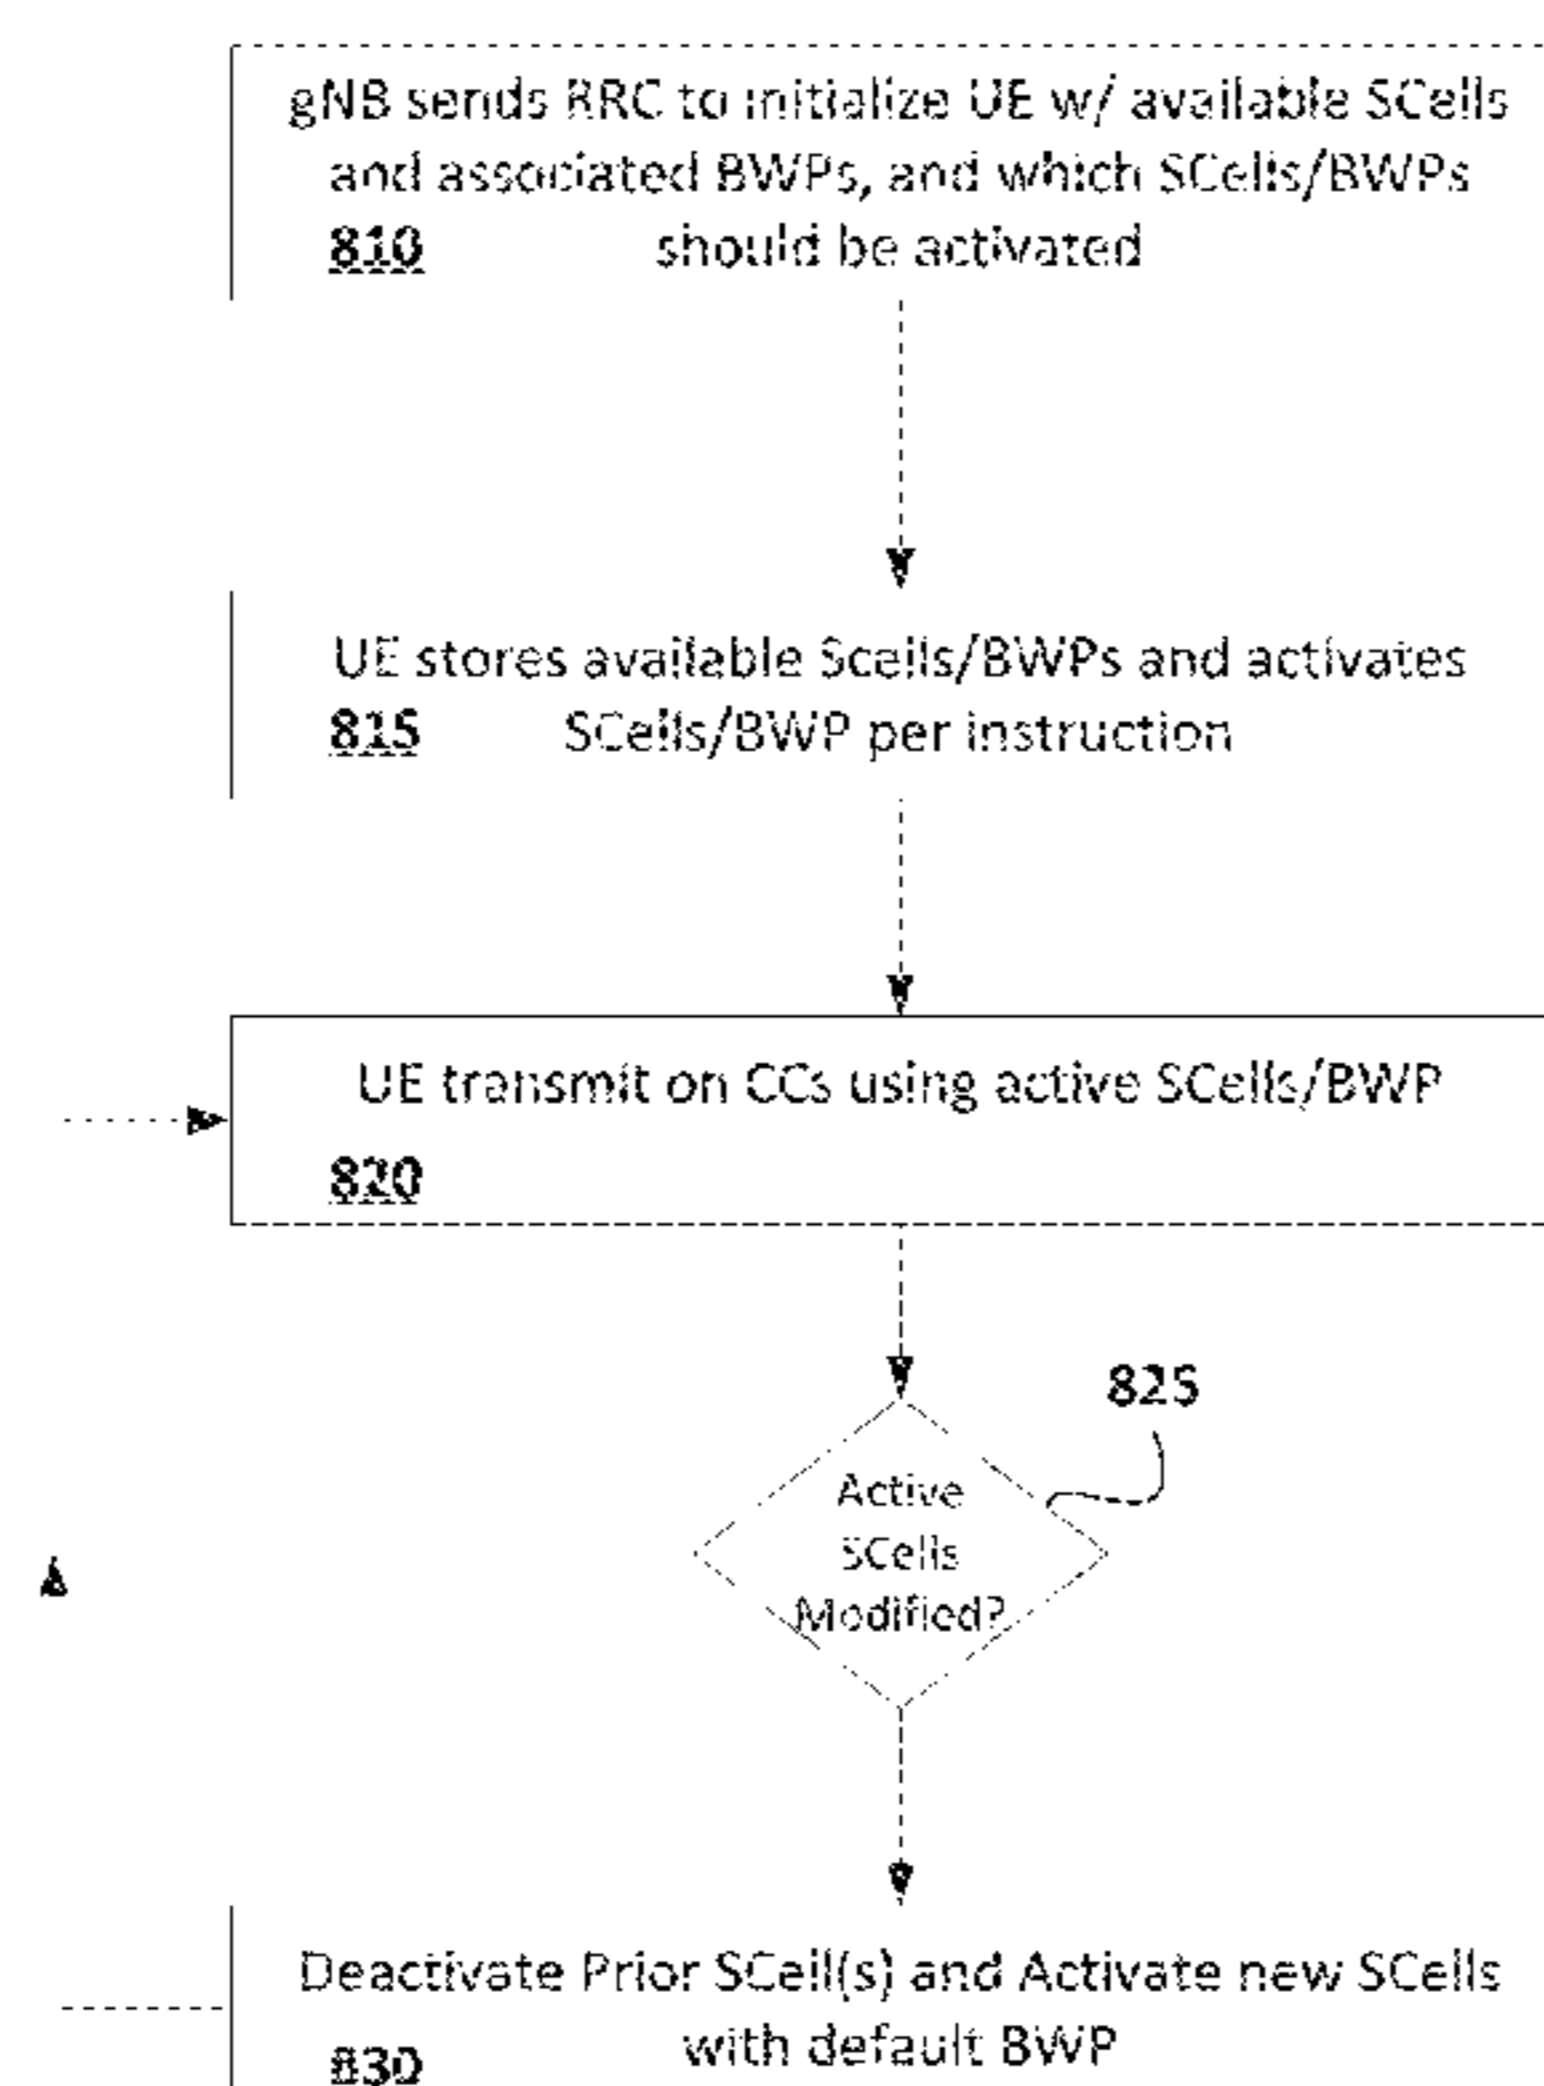 gNB sends RRC to initialize UE w/ available SCells
and associated BWPs, and which SCells/BWPs
810 should be activated
UE stores available Scells/BWPs and activates
815 SCells/BWP per instruction
UE transmit on CCs using active SCells/BWP
820
825
Active
SCells
Modified?
Deactivate Prior SCell(s) and Activate new SCells
with default BWP
830